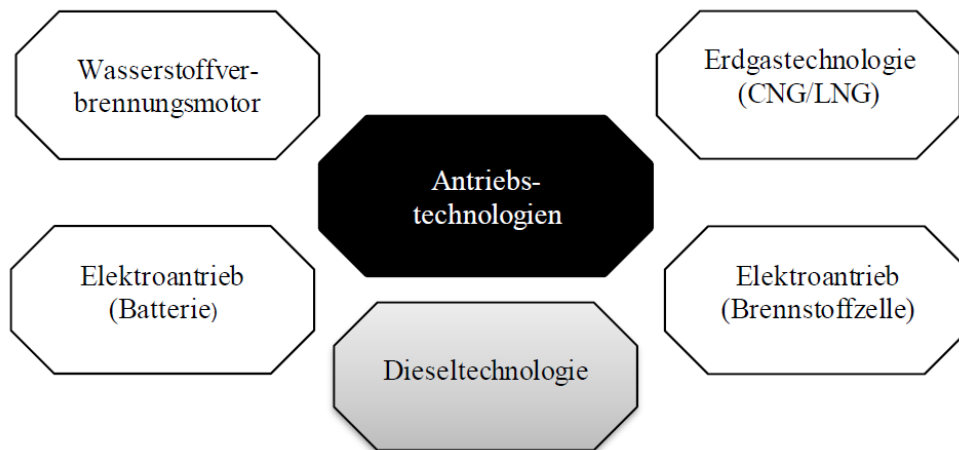 Wasserstoffver-
brennungsmotor
Erdgastechnologie
(CNG/LNG)
Antriebs-
technologien
Elektroantrieb
(Batterie)
Elektroantrieb
(Brennstoffzelle)
Dieseltechnologie